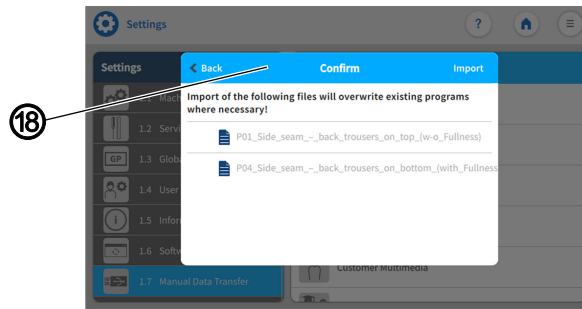 Settings
?
Settings
Back
Confirm
Import
18
1.1 Mach
Import of the following files will overwrite existing programs
where necessary!
1.2 Servi
P01_Side_seam_-_back_trousers_on_top_(w-o_Fullness)
GP
1.3 Globa
P04_Side_seam_-_back_trousers_on_bottom_(with_Fullness
1.4 User
1.5 Infor
1.6 Softw
Customer Multimedia
1.7 Manual Data Transfer